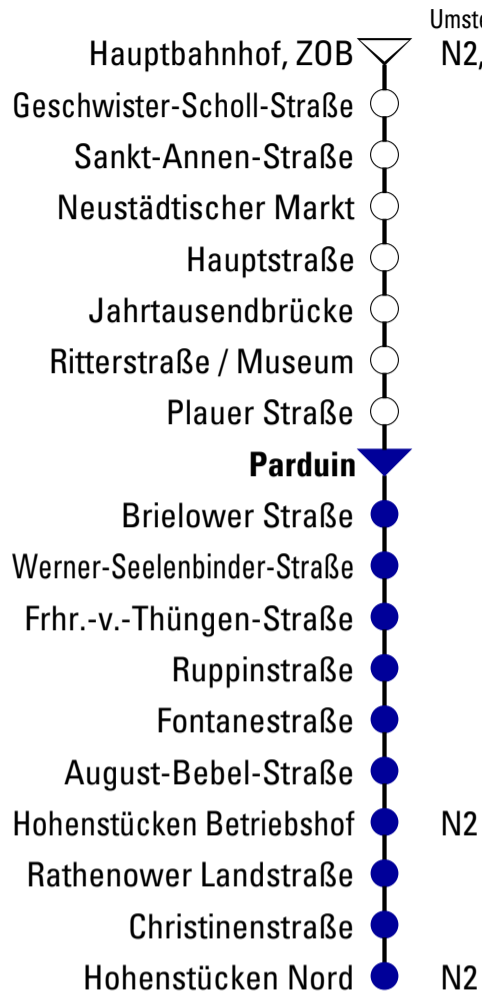 Hauptbahnhof, ZOB N2,
Geschwister-Scholl-Straße
Sankt-Annen-Straße
Neustädtischer Markt
Hauptstraße
Jahrtausendbrücke
Ritterstraße / Museum
Plauer Straße
Parduin
Brielower Straße
Werner-Seelenbinder-Straße
Frhr.-v.-Thüngen-Straße
Ruppinstraße
Fontanestraße
August-Bebel-Straße
Hohenstücken Betriebshof N2
Rathenower Landstraße
Christinenstraße
Hohenstücken Nord N2